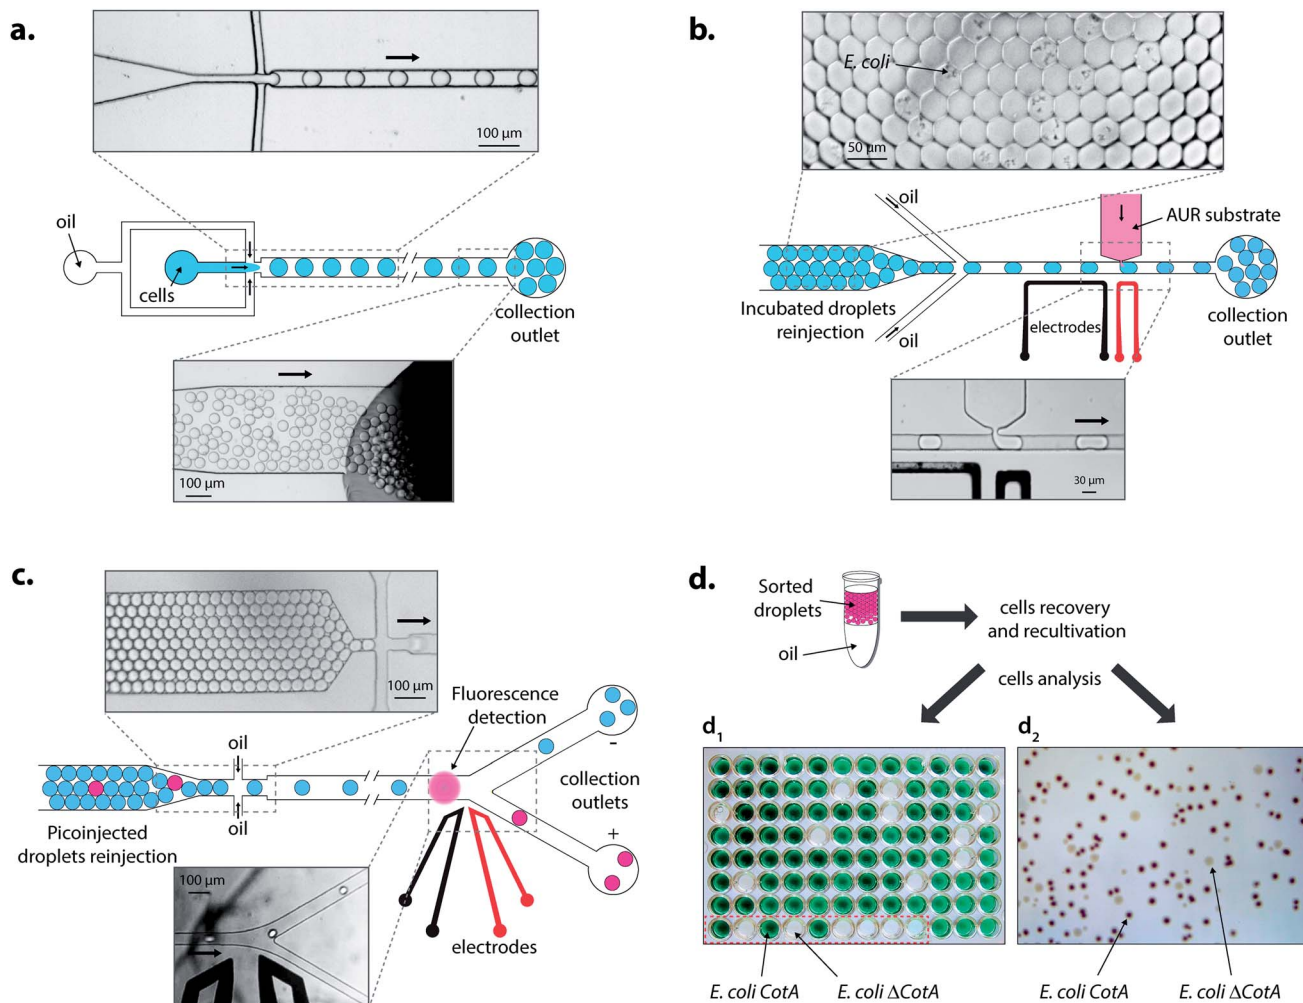 a.
100 µm
oil
cells
collection
outlet
100 µm
b.
E. coli
50 µm
oil
AUR substrate
Incubated droplets
reinjection
oil
electrodes
collection
outlet
30 µm
c.
100 µm
Fluorescence
detection
oil
-
collection
outlets
oil
+
Picoinjected
droplets reinjection
100 µm
electrodes
d.
Sorted
droplets
oil
cells recovery
and recultivation
cells analysis
d1
d2
E. coli CotA
E. coli ΔCotA
E. coli CotA
E. coli ΔCotA